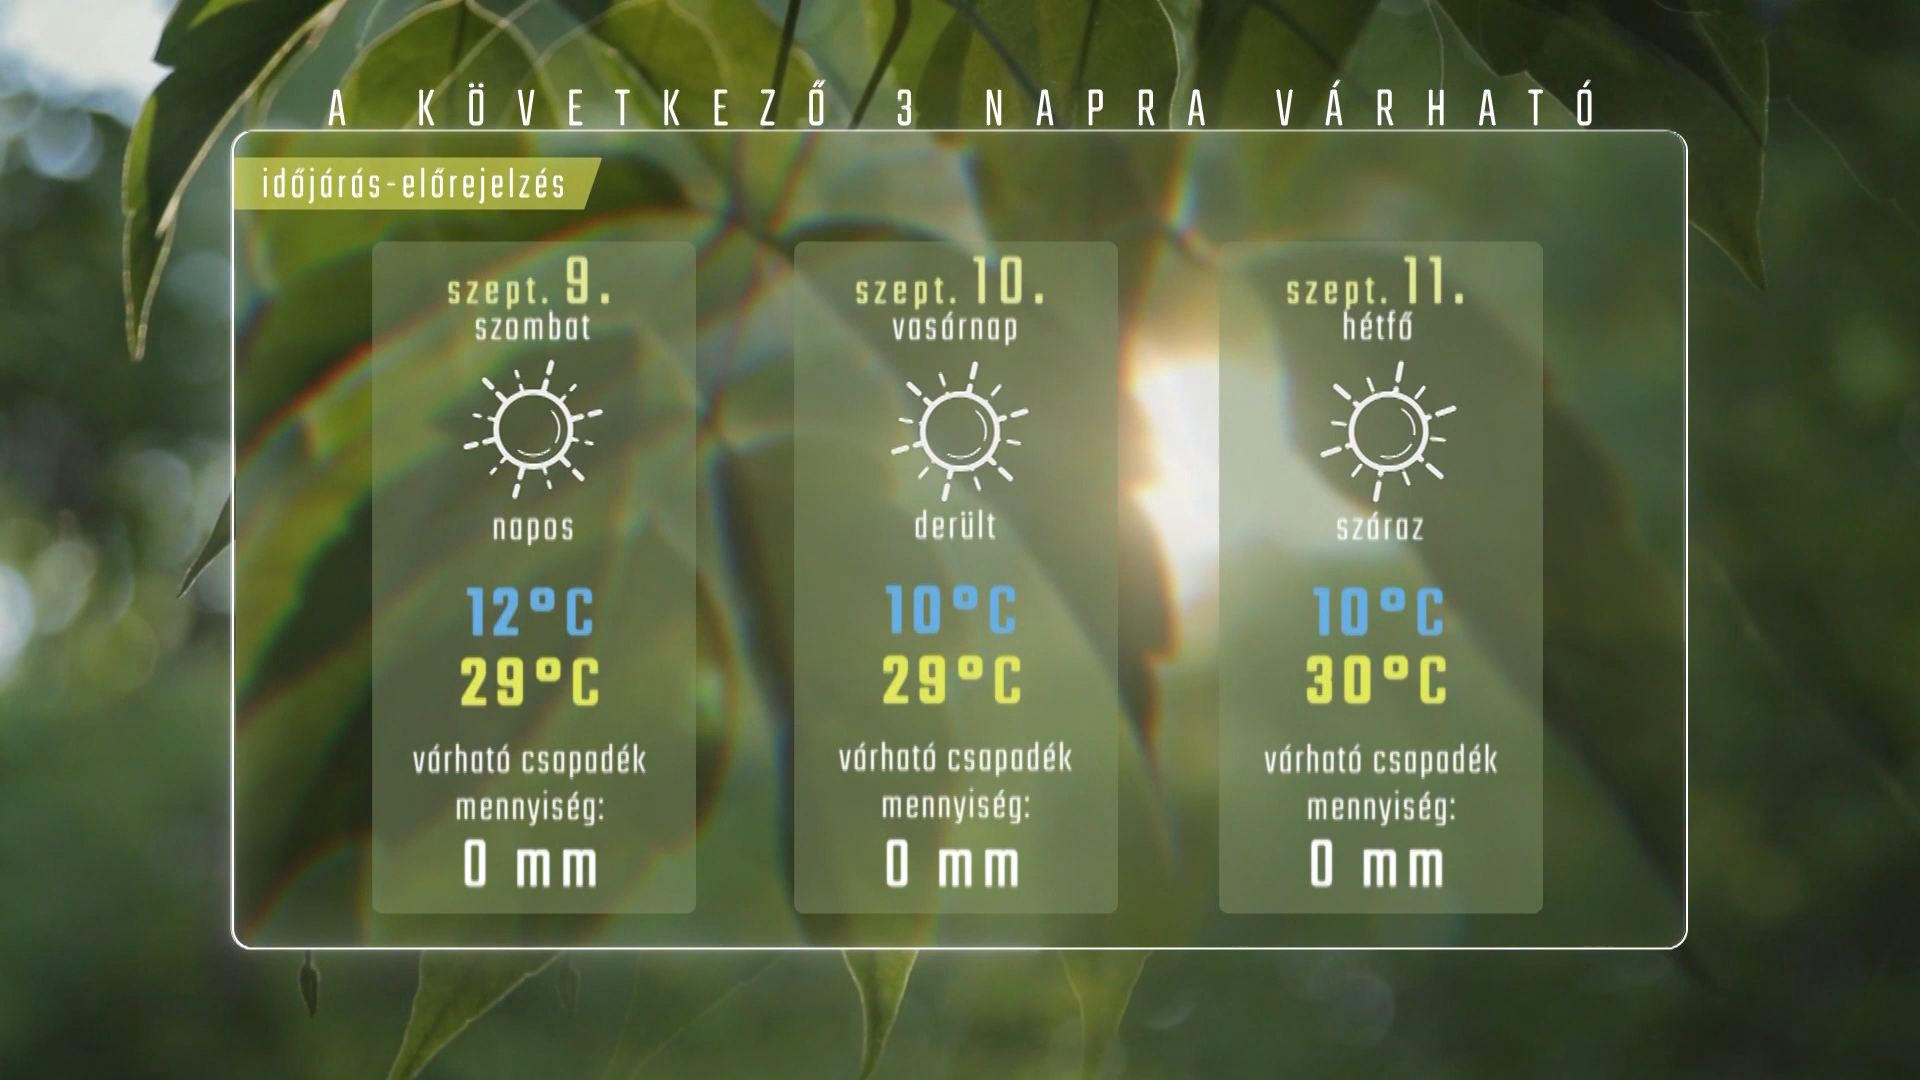 A KÖVETKEZŐ 3 NAPRA VÁRHATÓ
időjárás-előrejelzés
szept. 9.
szombat
napos
12°C
29°C
várható csapadék
mennyiség:
0 mm
szept. 10.
vasárnap
derült
10°C
29°C
várható csapadék
mennyiség:
0 mm
szept. 11.
hétfő
száraz
10°C
30°C
várható csapadék
mennyiség:
0 mm